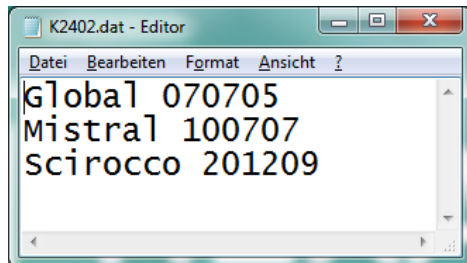 K2402.dat - Editor
Datei Bearbeiten Format Ansicht ?
Global 070705
Mistral 100707
Scirocco 201209